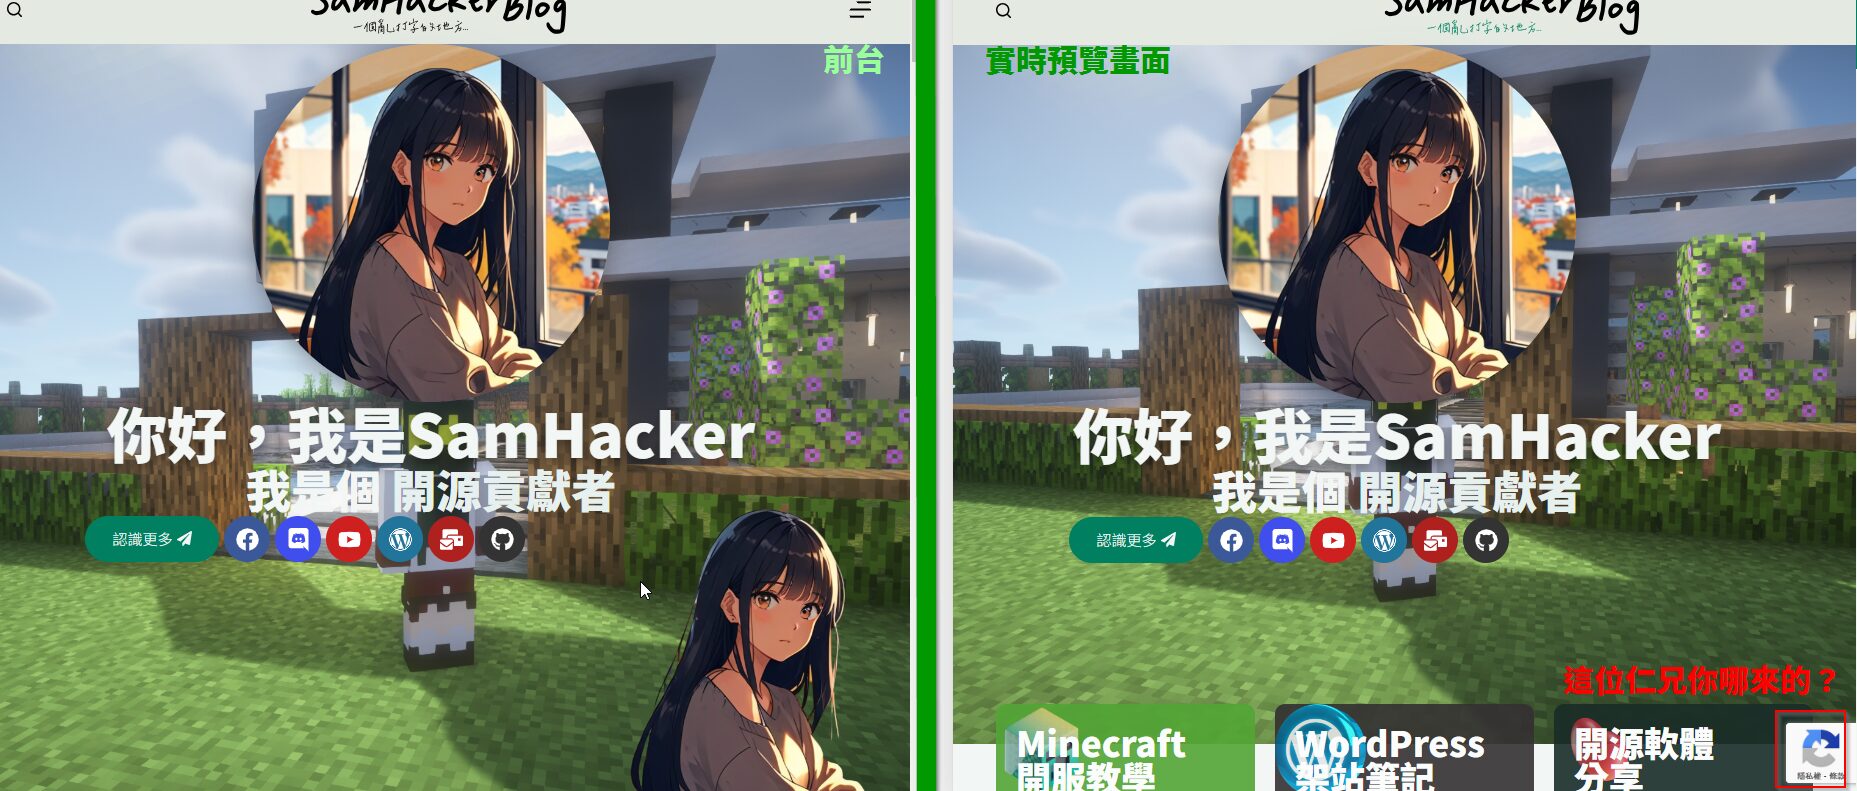 SamHackerBlog
一個亂打字的地方...
前台
你好，我是SamHacker
我是個 開源貢獻者
認識更多
SamHackerBlog
一個亂打字的地方...
實時預覽畫面
你好，我是SamHacker
我是個 開源貢獻者
認識更多
這位仁兄你哪來的？
Minecraft
開服教學
WordPress
架站筆記
開源軟體
分享
隱私權 - 條款